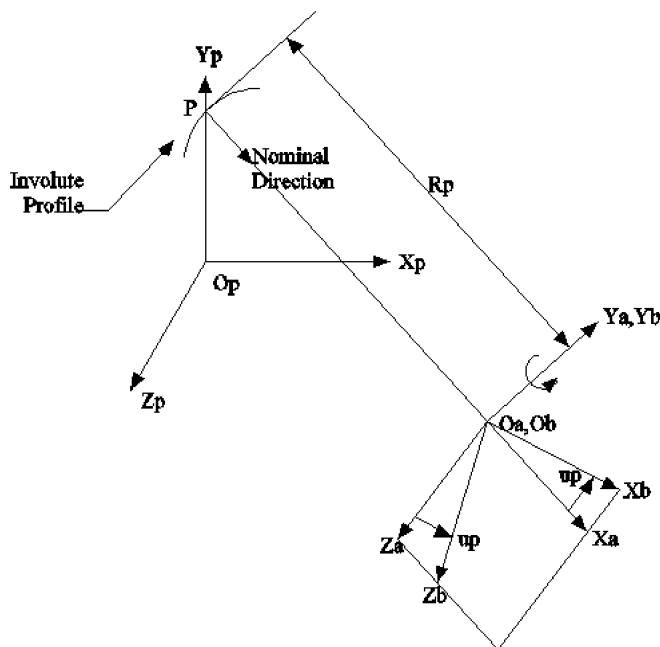 Yp
P
Nominal
Direction
Involute
Profile
Rp
Xp
Op
Ya,Yb
Zp
Oa,Ob
up
Xb
Xa
Za
up
Zb